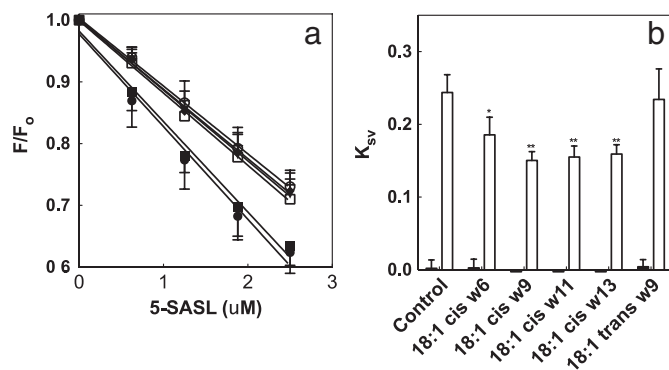 a
1.0
0.9
0.8
0.7
0 6
F/Fo
0
1
2
3
5-SASL (uM)
b
0.3
0.2
0.1
0.0
Ksv
*
**
**
**
Control
18:1 cis w6
18:1 cis w9
18:1 cis w11
18:1 cis w13
18:1 trans w9